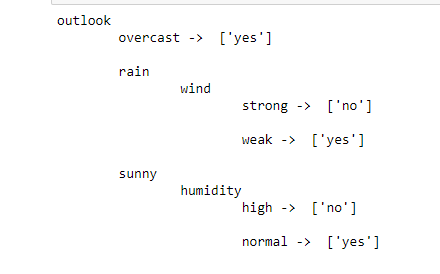 outlook
overcast -> ['yes']
rain
wind
strong -> ['no']
weak -> ['yes']
sunny
humidity
high -> ['no']
normal -> ['yes']